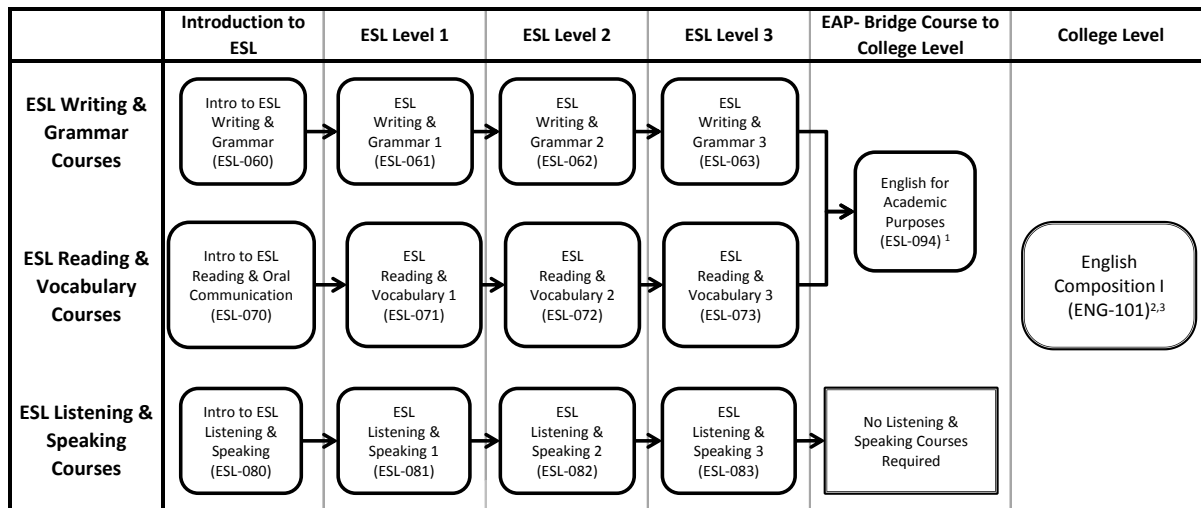 Introduction to
ESL
ESL Level 1
ESL Level 2
ESL Level 3
EAP- Bridge Course to
College Level
College Level
ESL Writing &
Grammar
Courses
Intro to ESL
Writing &
Grammar
(ESL-060)
ESL
Writing &
Grammar 1
(ESL-061)
ESL
Writing &
Grammar 2
(ESL-062)
ESL
Writing &
Grammar 3
(ESL-063)
English for
Academic
Purposes
(ESL-094) 1
ESL Reading &
Vocabulary
Courses
Intro to ESL
Reading & Oral
Communication
(ESL-070)
ESL
Reading &
Vocabulary 1
(ESL-071)
ESL
Reading &
Vocabulary 2
(ESL-072)
ESL
Reading &
Vocabulary 3
(ESL-073)
English
Composition I
(ENG-101)2,3
ESL Listening &
Speaking
Courses
Intro to ESL
Listening &
Speaking
(ESL-080)
ESL
Listening &
Speaking 1
(ESL-081)
ESL
Listening &
Speaking 2
(ESL-082)
ESL
Listening &
Speaking 3
(ESL-083)
No Listening &
Speaking Courses
Required